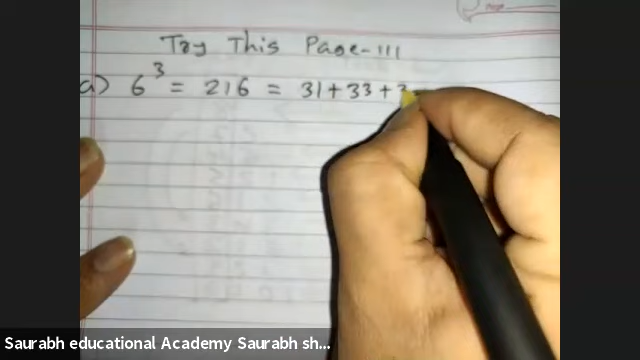 Try This Page-111
a) 6³ = 216 = 31+33+3
Saurabh educational Academy Saurabh sh...